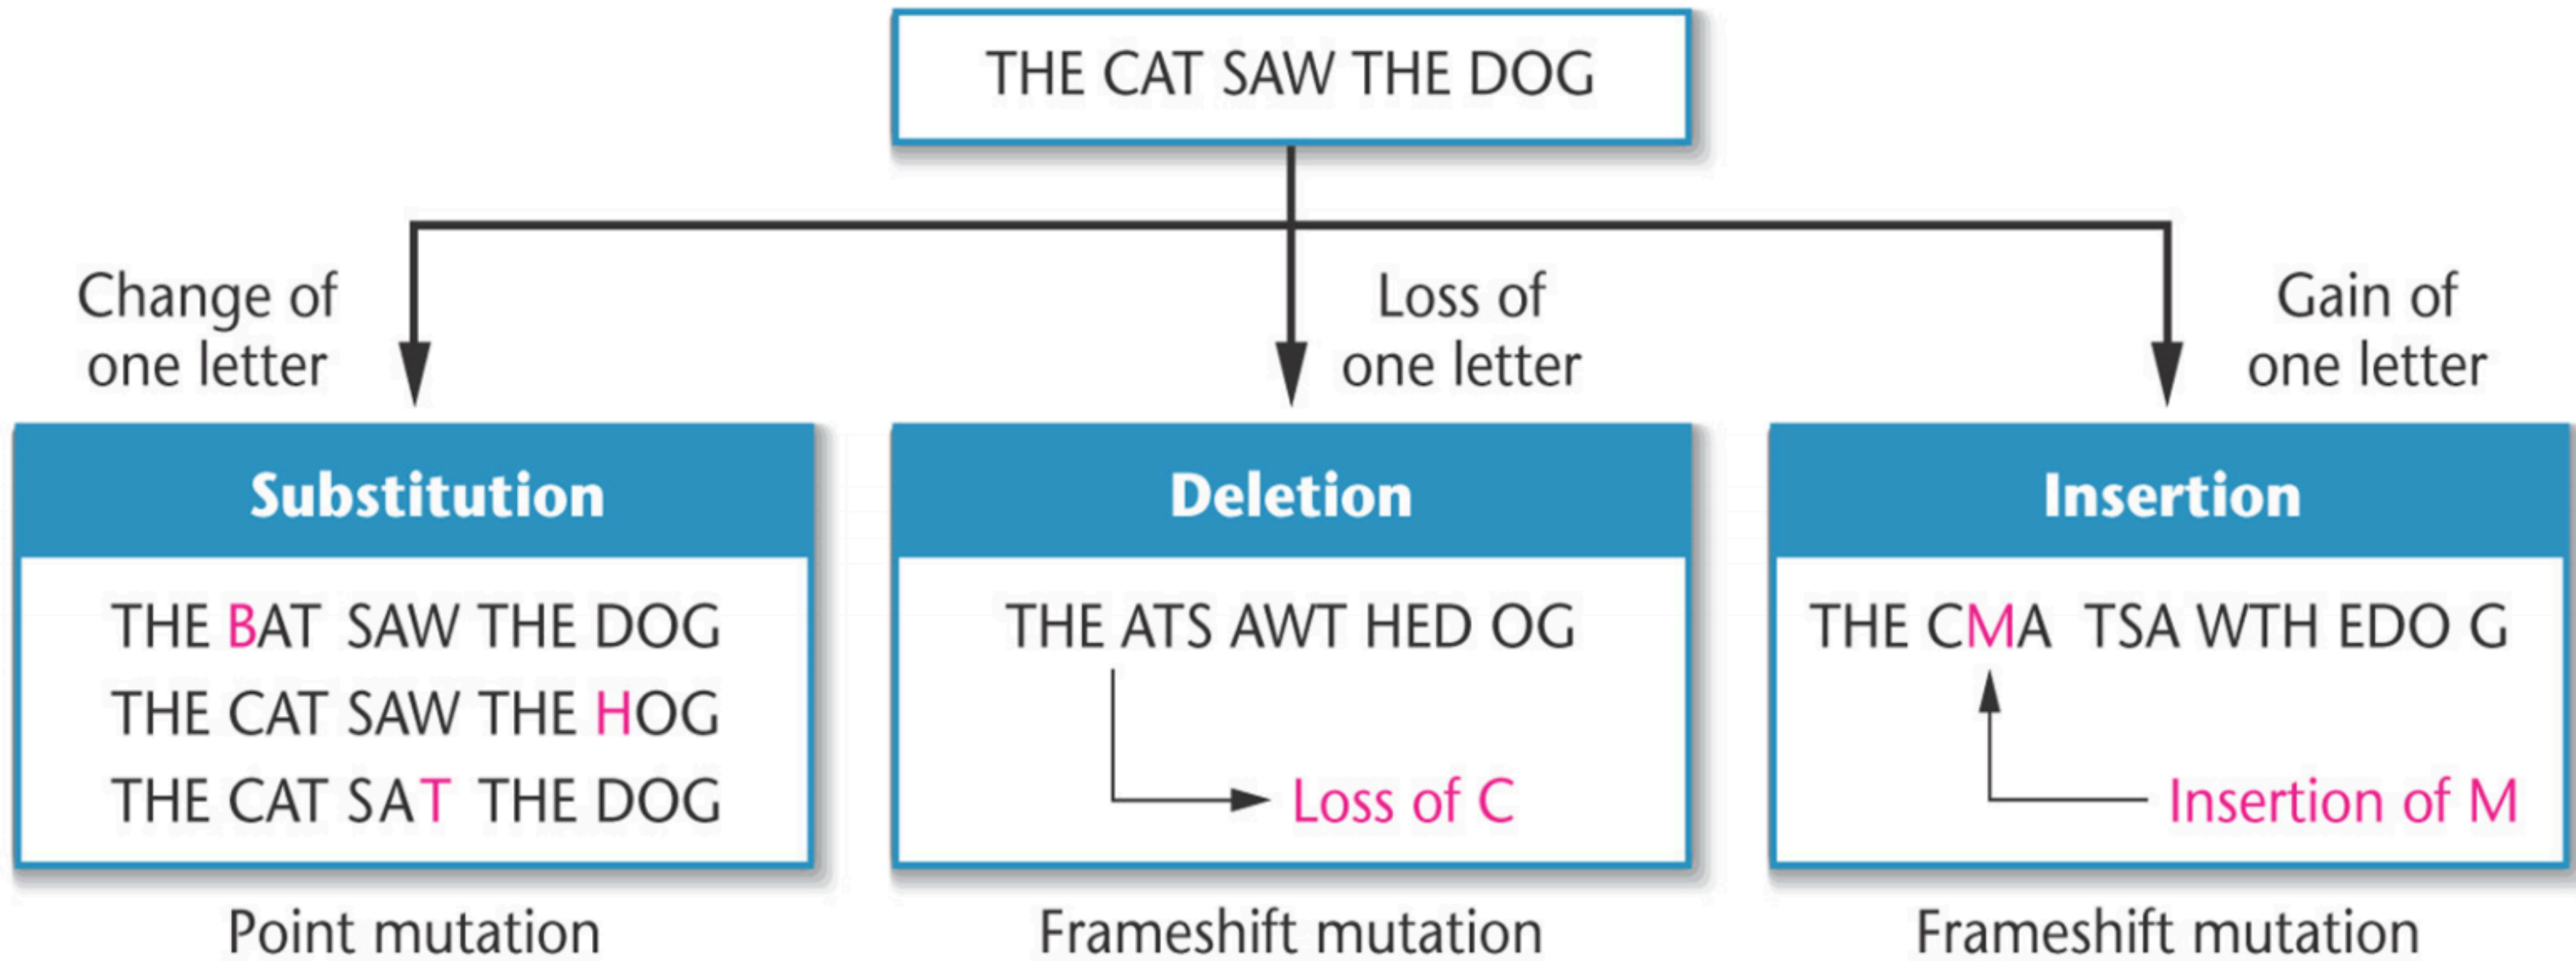 THE CAT SAW THE DOG
Change of
one letter
Loss of
one letter
Gain of
one letter
Substitution
THE BAT SAW THE DOG
THE CAT SAW THE HOG
THE CAT SAT THE DOG
Point mutation
Deletion
THE ATS AWT HED OG
Loss of C
Frameshift mutation
Insertion
THE CMA TSA WTH EDO G
Insertion of M
Frameshift mutation